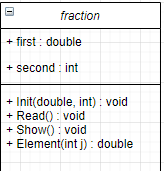 fraction
+ first : double
+ second : int
+ Init(double, int) : void
+ Read() : void
+ Show() : void
+ Element(int j) : double